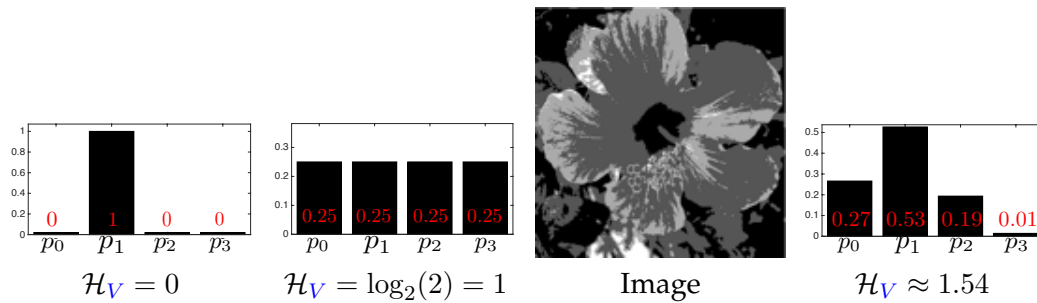 1
0.8
0.6
0.4
0.2
0
0 1 0 0
p₀ p₁ p₂ p₃
ℋ_V = 0
0.3
0.2
0.1
0
0.25 0.25 0.25 0.25
p₀ p₁ p₂ p₃
ℋ_V = log₂(2) = 1
Image
0.5
0.4
0.3
0.2
0.1
0
0.27 0.53 0.19 0.01
p₀ p₁ p₂ p₃
ℋ_V ≈ 1.54